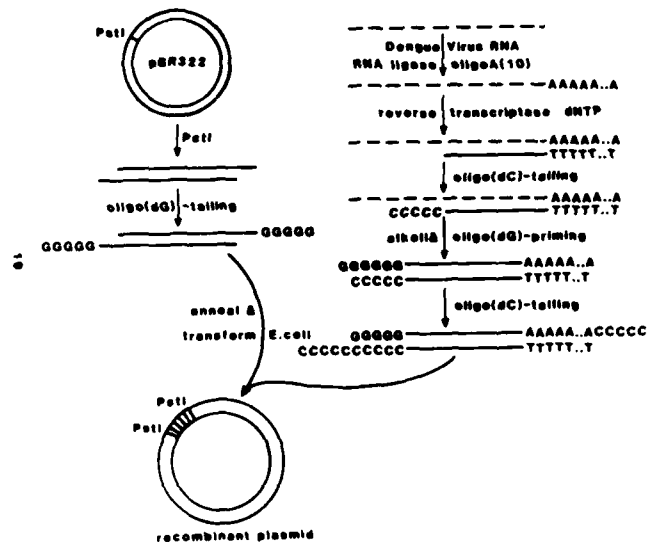 PstI
pBR322
PstI
oligo(dG)-tailing
GGGGG
GGGGG
anneal &
transform E.coli
PstI
PstI
recombinant plasmid
Dengue Virus RNA
RNA ligase oligoA(10)
AAAAA..A
reverse transcriptase dNTP
AAAAA..A
TTTTT..T
oligo(dC)-tailing
AAAAA..A
CCCCC TTTTT..T
alkali& oligo(dG)-priming
GGGGGG AAAAA..A
CCCCC TTTTT..T
oligo(dC)-tailing
GGGGG AAAAA..ACCCCC
CCCCCCCCCC TTTTT..T